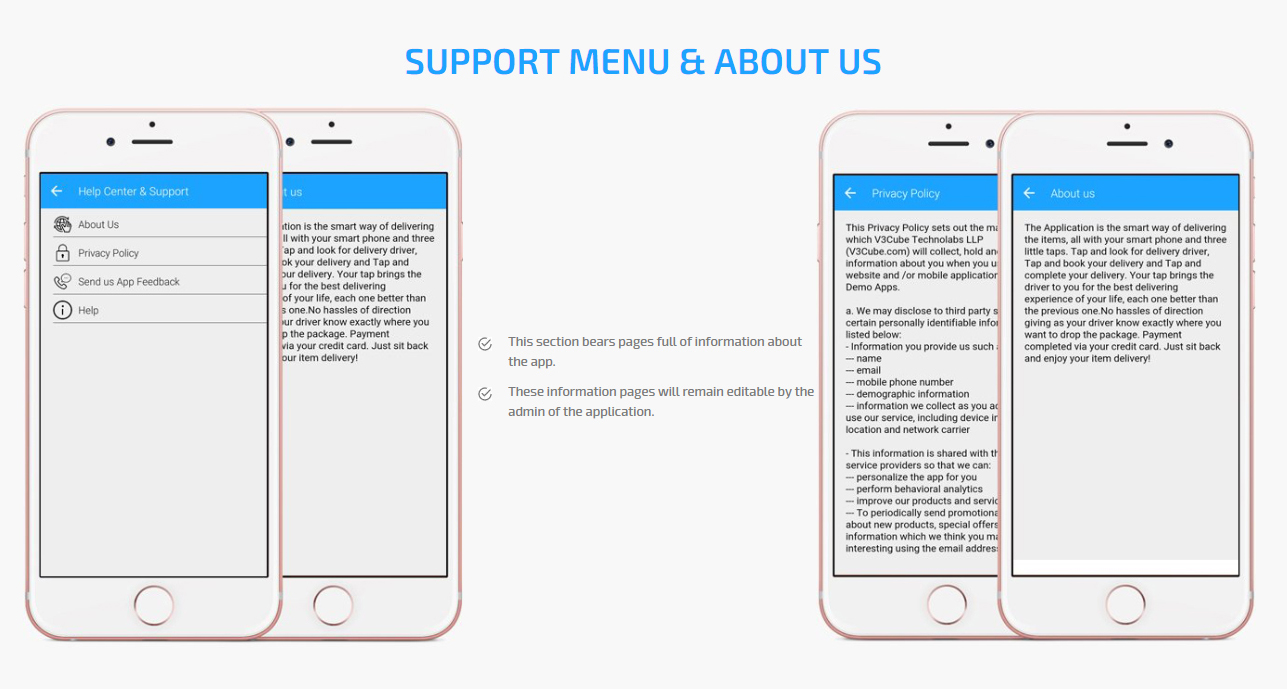 SUPPORT MENU & ABOUT US
Help Center & Support
About Us
Privacy Policy
Send us App Feedback
Help
t us
tion is the smart way of delivering
ll with your smart phone and three
ap and look for delivery driver,
ok your delivery and Tap and
our delivery. Your tap brings the
u for the best delivering
of your life, each one better than
s one.No hassles of direction
ur driver know exactly where you
p the package. Payment
via your credit card. Just sit back
our item delivery!
This section bears pages full of information about
the app.
These information pages will remain editable by the
admin of the application.
Privacy Policy
This Privacy Policy sets out the ma
which V3Cube Technolabs LLP
(V3Cube.com) will collect, hold an
information about you when you u
website and /or mobile application
Demo Apps.
a. We may disclose to third party s
certain personally identifiable infor
listed below:
- Information you provide us such
--- name
--- email
--- mobile phone number
--- demographic information
--- information we collect as you ac
use our service, including device in
location and network carrier
- This information is shared with th
service providers so that we can:
--- personalize the app for you
--- perform behavioral analytics
--- improve our products and servic
--- To periodically send promotiona
about new products, special offers
information which we think you ma
interesting using the email address
About us
The Application is the smart way of delivering
the items, all with your smart phone and three
little taps. Tap and look for delivery driver,
Tap and book your delivery and Tap and
complete your delivery. Your tap brings the
driver to you for the best delivering
experience of your life, each one better than
the previous one.No hassles of direction
giving as your driver know exactly where you
want to drop the package. Payment
completed via your credit card. Just sit back
and enjoy your item delivery!